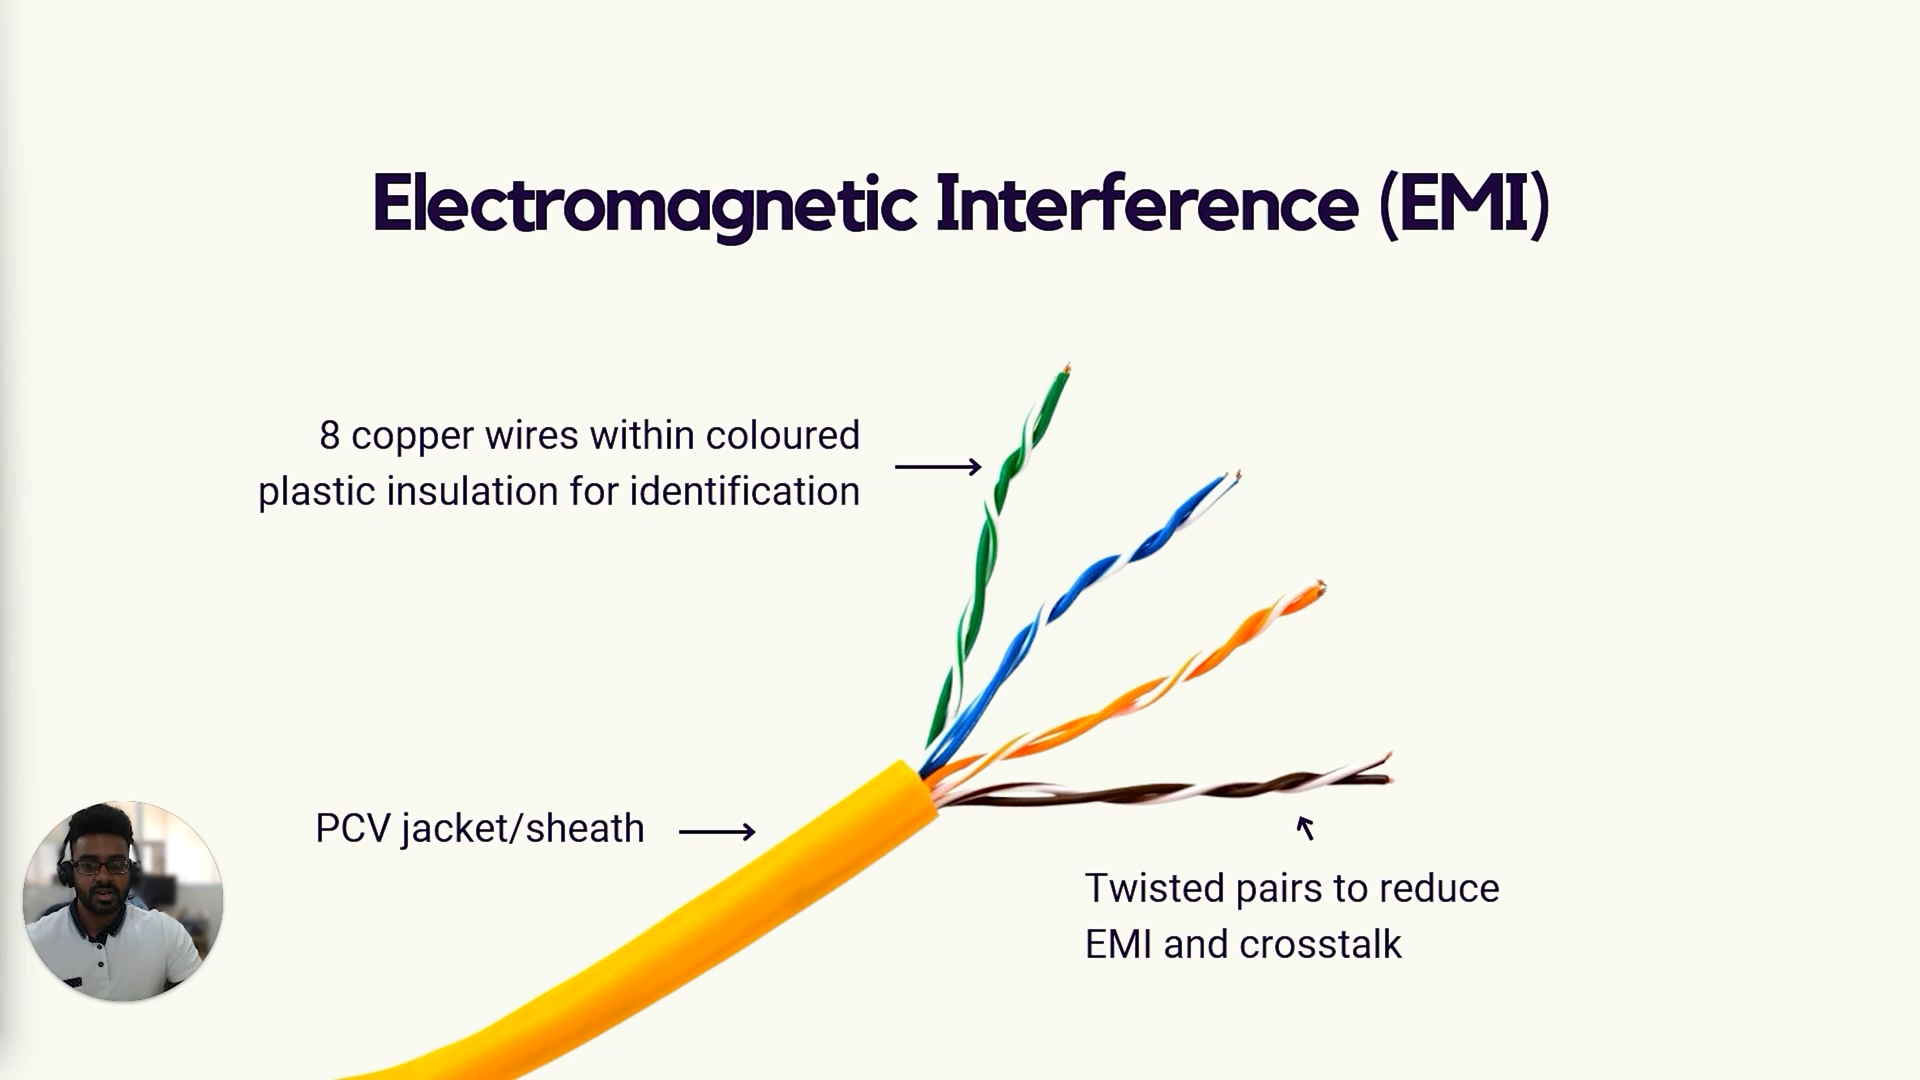 Electromagnetic Interference (EMI)
8 copper wires within coloured
plastic insulation for identification
PCV jacket/sheath
Twisted pairs to reduce
EMI and crosstalk